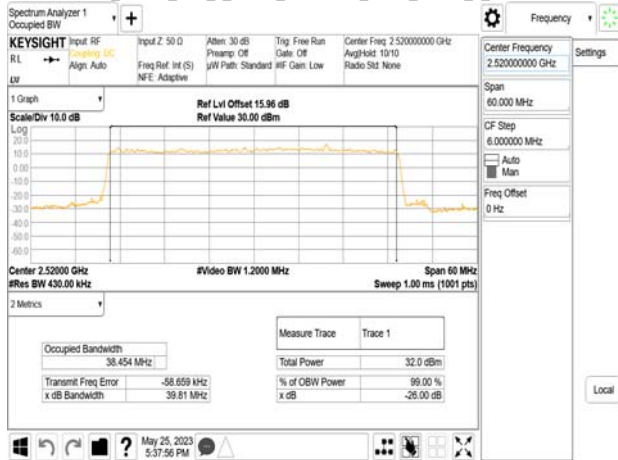 Spectrum Analyzer 1
Occupied BW
Frequency
KEYSIGHT Input: RF Input Z: 50 Ω Atten: 30 dB Trig: Free Run Center Freq: 2.520000000 GHz
RL Coupling: DC Preamp: Off Gate: Off Avg|Hold: 10/10
Align: Auto Freq Ref: Int (S) µW Path: Standard #IF Gain: Low Radio Std: None
NFE: Adaptive
Center Frequency
2.520000000 GHz
Settings
Span
60.000 MHz
CF Step
6.000000 MHz
Auto
Man
Freq Offset
0 Hz
Local
1 Graph
Ref Lvl Offset 15.96 dB
Scale/Div 10.0 dB Ref Value 30.00 dBm
Log
20.0
10.0
0.00
-10.0
-20.0
-30.0
-40.0
-50.0
-60.0
Center 2.52000 GHz #Video BW 1.2000 MHz Span 60 MHz
#Res BW 430.00 kHz Sweep 1.00 ms (1001 pts)
2 Metrics
Measure Trace Trace 1
Occupied Bandwidth
38.454 MHz Total Power 32.0 dBm
Transmit Freq Error -58.659 kHz % of OBW Power 99.00 %
x dB Bandwidth 39.81 MHz x dB -26.00 dB
May 25, 2023
5:37:56 PM